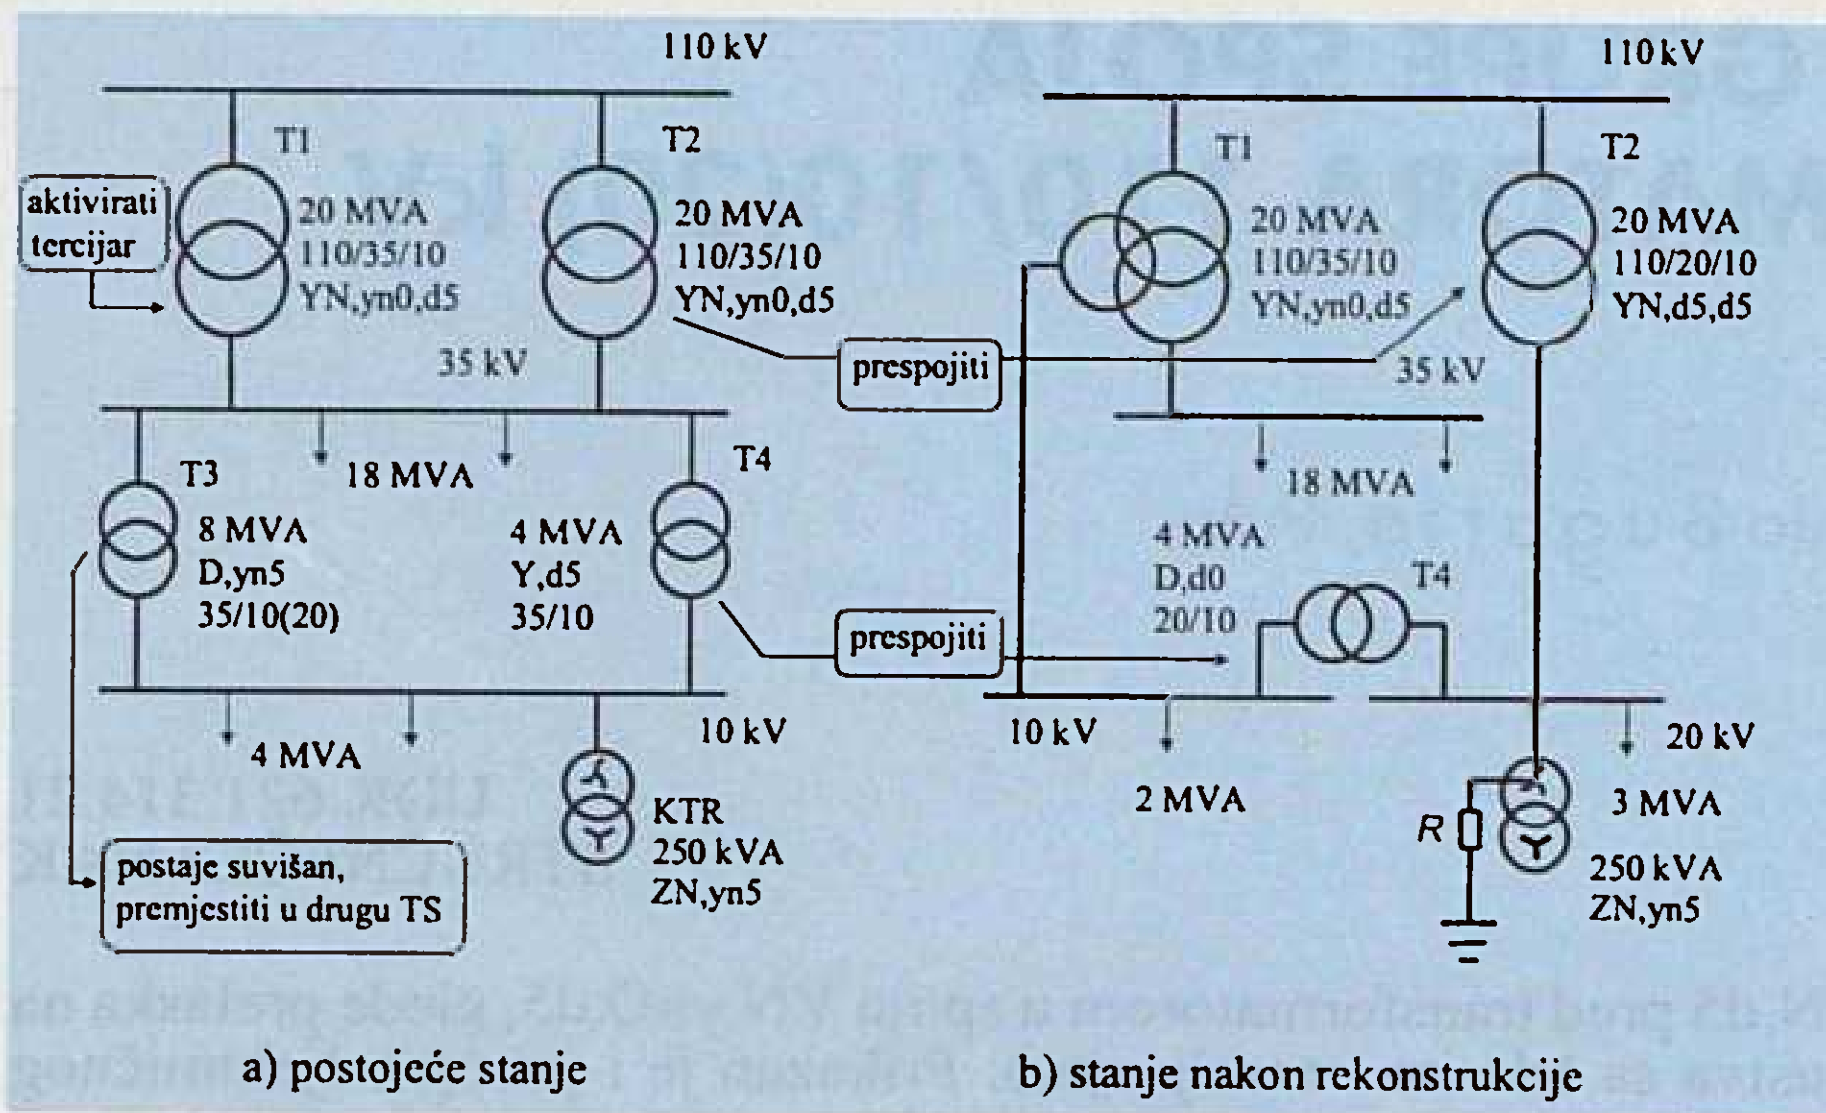 110 kV
T1
T2
aktivirati
tercijar
20 MVA
110/35/10
YN,yn0,d5
20 MVA
110/35/10
YN,yn0,d5
35 kV
T3
18 MVA
T4
8 MVA
D,yn5
35/10(20)
4 MVA
Y,d5
35/10
4 MVA
10 kV
KTR
250 kVA
ZN,yn5
postaje suvišan,
premjestiti u drugu TS
a) postojeće stanje
prespojiti
prespojiti
110 kV
T1
T2
20 MVA
110/35/10
YN,yn0,d5
20 MVA
110/20/10
YN,d5,d5
35 kV
18 MVA
4 MVA
D,d0
20/10
T4
10 kV
20 kV
2 MVA
3 MVA
R
250 kVA
ZN,yn5
b) stanje nakon rekonstrukcije